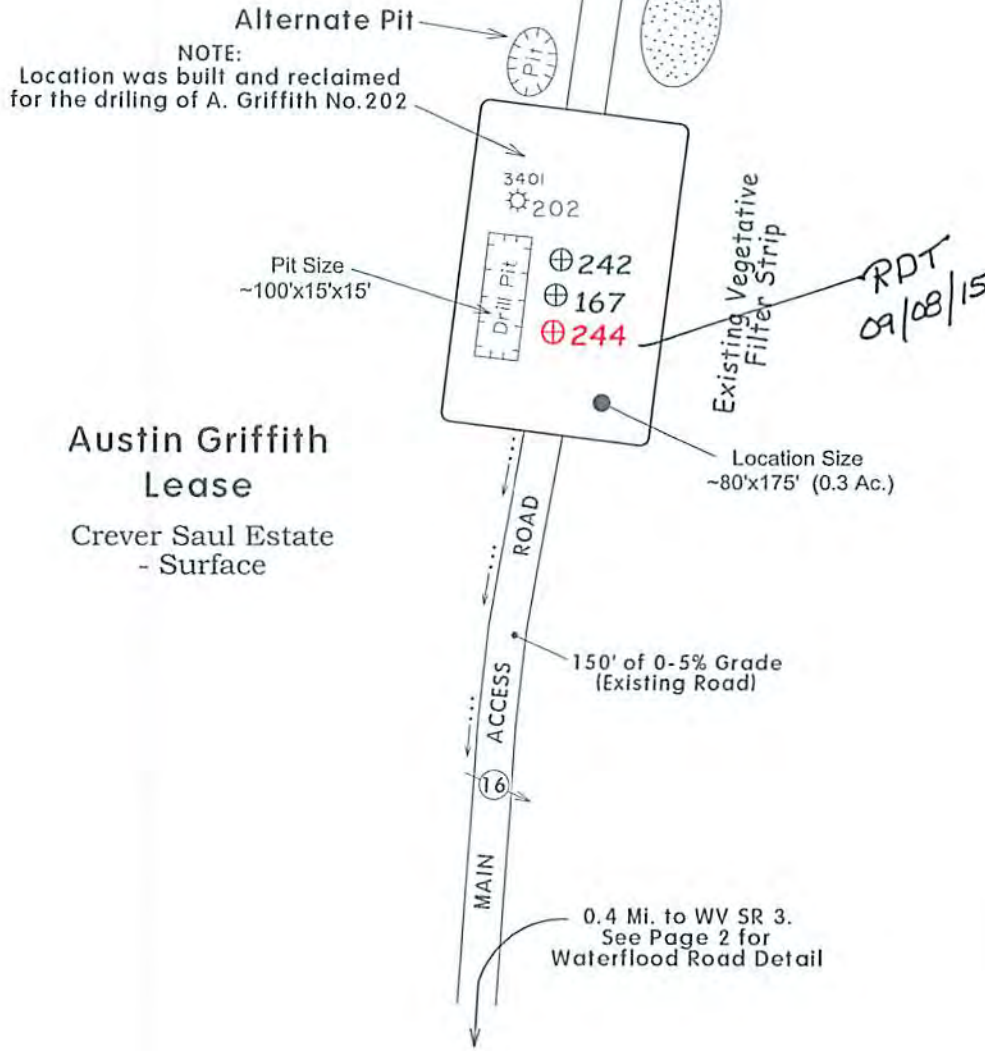 Alternate Pit
Pit
NOTE:
Location was built and reclaimed
for the driling of A. Griffith No.202
3401
202
Pit Size
~100'x15'x15'
Drill Pit
242
167
244
Existing Vegetative
Filter Strip
RDT
09/08/15
Location Size
~80'x175' (0.3 Ac.)
Austin Griffith
Lease
Crever Saul Estate
- Surface
MAIN ACCESS ROAD
150' of 0-5% Grade
(Existing Road)
16
0.4 Mi. to WV SR 3.
See Page 2 for
Waterflood Road Detail